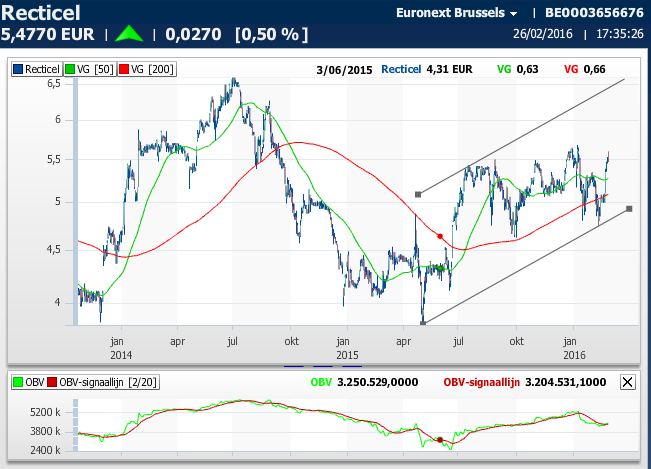 Recticel
Euronext Brussels | BE0003656676
5,4770 EUR | | 0,0270 [0,50 %]
26/02/2016 | 17:35:26
Recticel VG [50] VG [200]
3/06/2015 Recticel 4,31 EUR VG 0,63 VG 0,66
6,5
6
5,5
5
4,5
4
jan apr jul okt jan apr jul okt jan
2014 2015 2016
OBV OBV-signaallijn [2/20]
OBV 3.250.529,0000 OBV-signaallijn 3.204.531,1000
5200 k
3800 k
2400 k